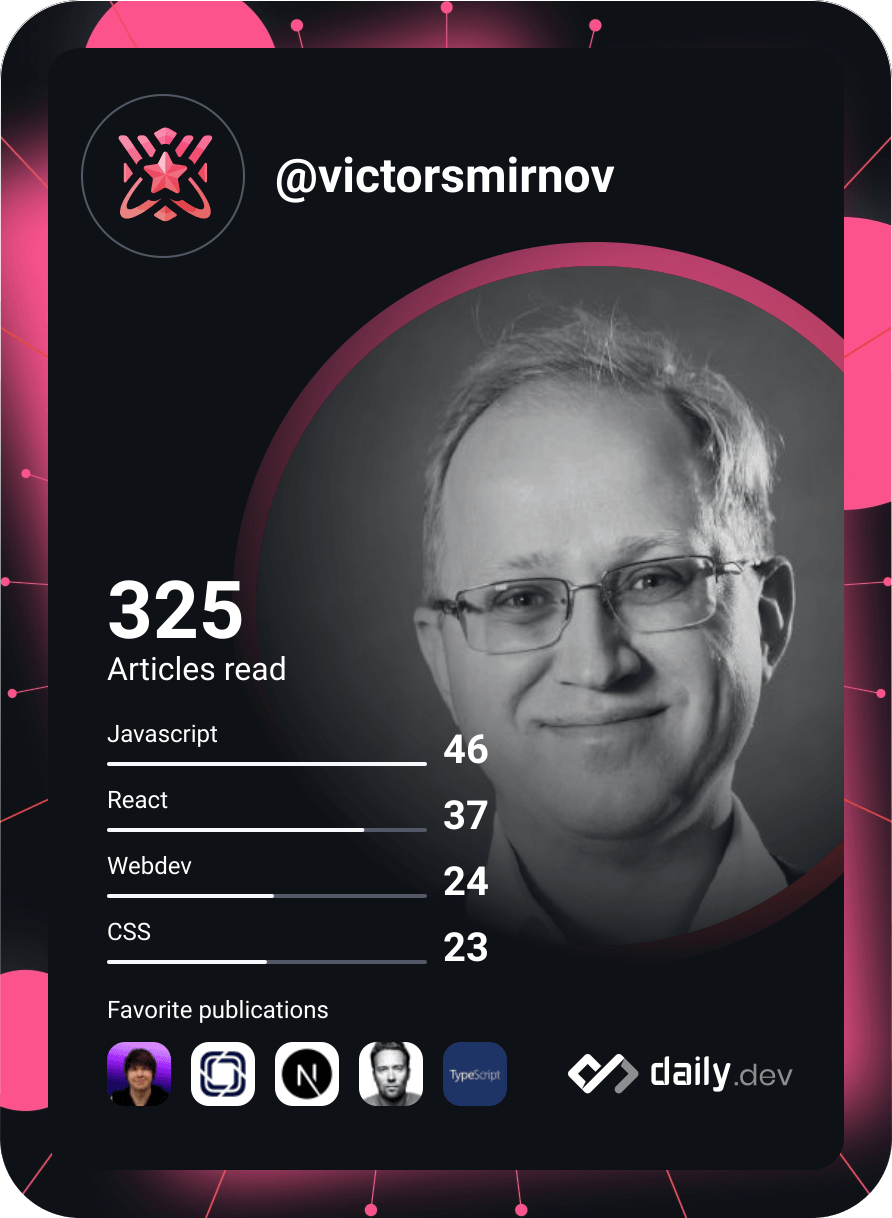 @victorsmirnov
325
Articles read
Javascript
46
React
37
Webdev
24
CSS
23
Favorite publications
N
TypeScript
daily.dev